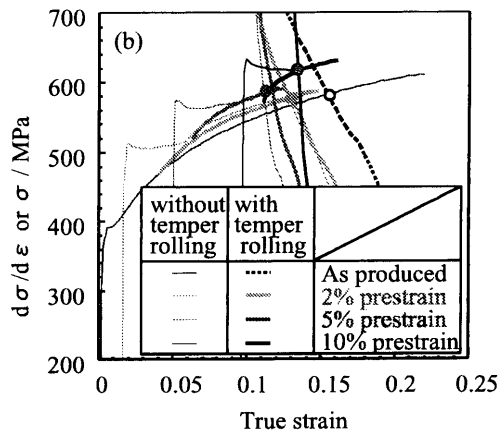 (b)
dσ/dε or σ / MPa
700
600
500
400
300
200
0
0.05
0.1
0.15
0.2
0.25
True strain
without temper rolling
with temper rolling
As produced
2% prestrain
5% prestrain
10% prestrain